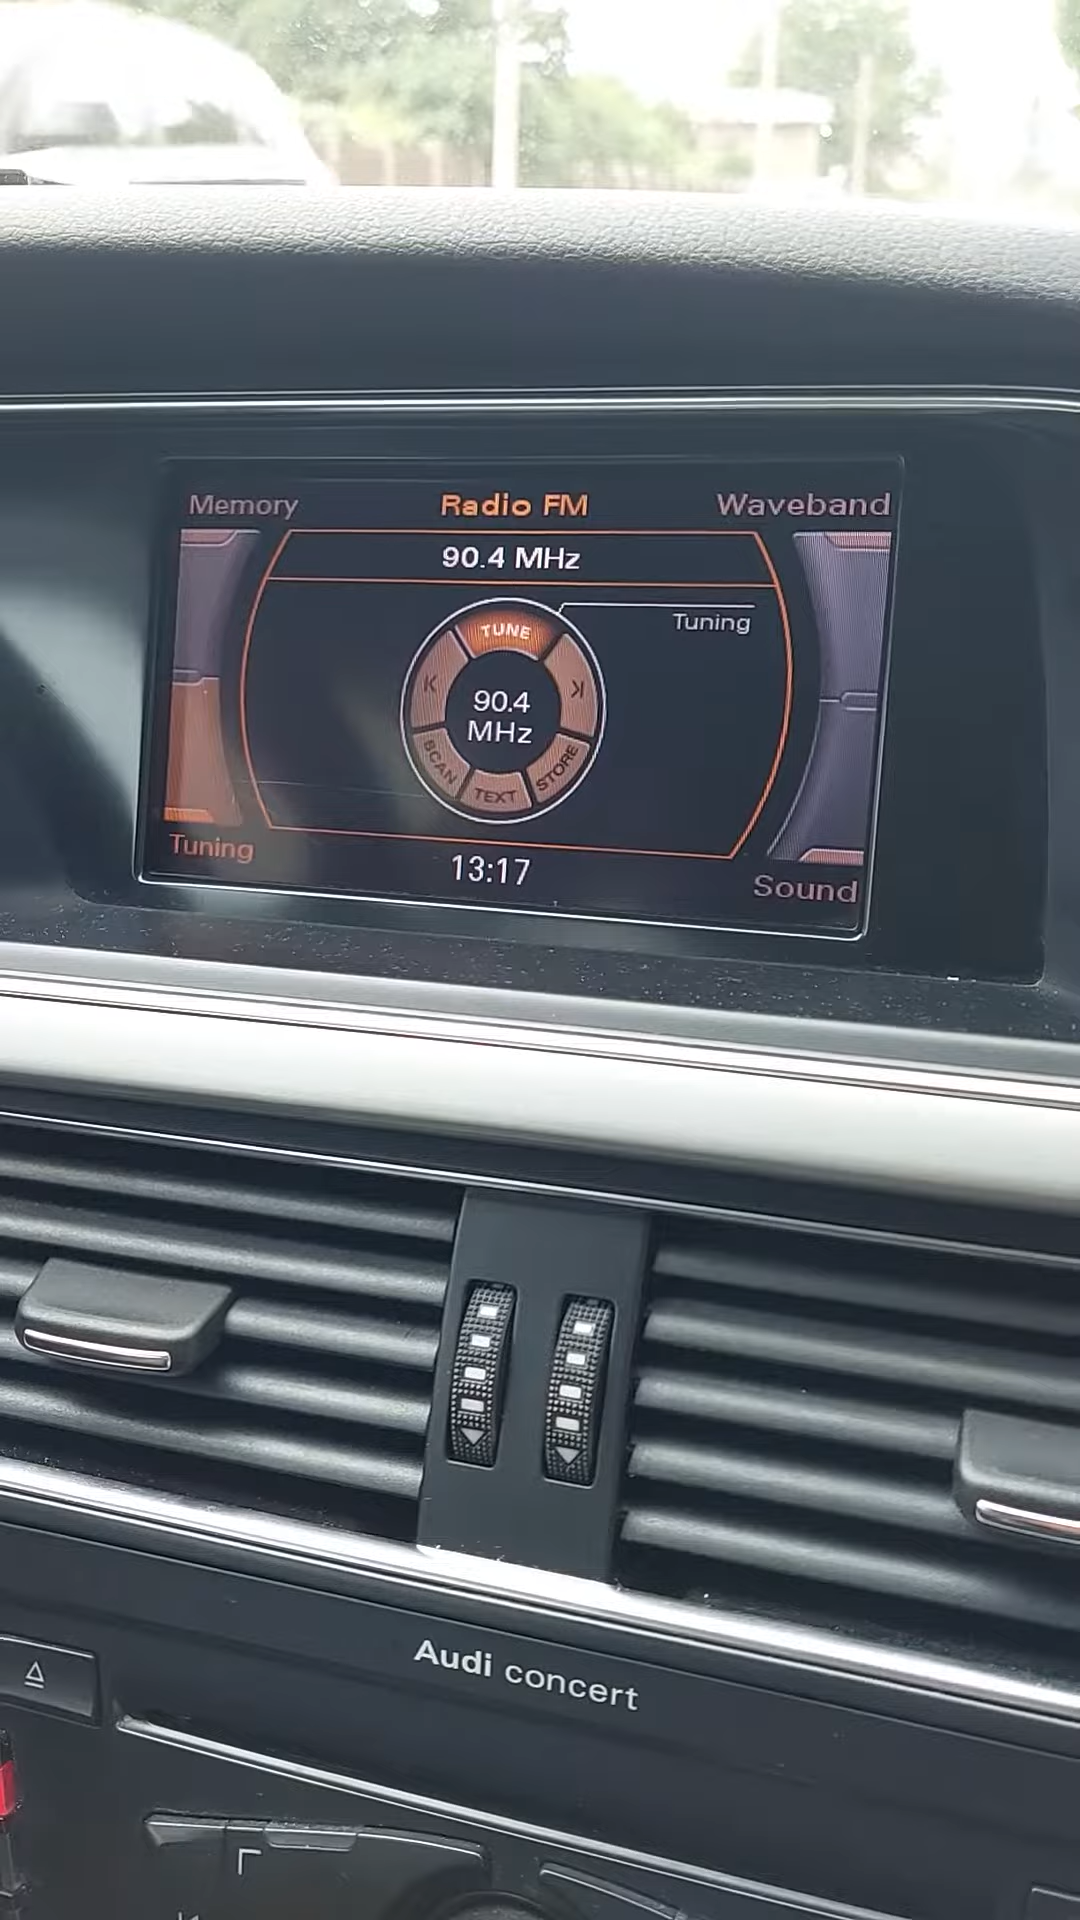 Memory
Radio FM
Waveband
90.4 MHz
TUNE
Tuning
90.4
MHz
SCAN
TEXT
STORE
Tuning
13:17
Sound
Audi concert